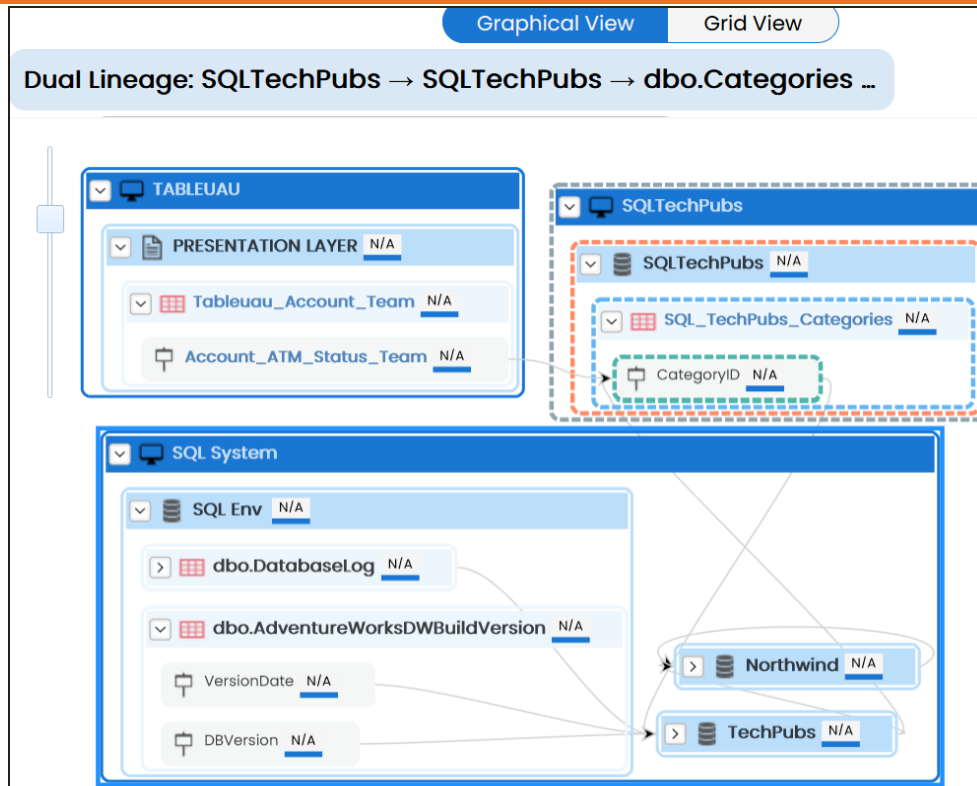 Graphical View Grid View
Dual Lineage: SQLTechPubs → SQLTechPubs → dbo.Categories ...
TABLEUAU
PRESENTATION LAYER N/A
Tableuau_Account_Team N/A
Account_ATM_Status_Team N/A
SQLTechPubs
SQLTechPubs N/A
SQL_TechPubs_Categories N/A
CategoryID N/A
SQL System
SQL Env N/A
dbo.DatabaseLog N/A
dbo.AdventureWorksDWBuildVersion N/A
VersionDate N/A
DBVersion N/A
Northwind N/A
TechPubs N/A